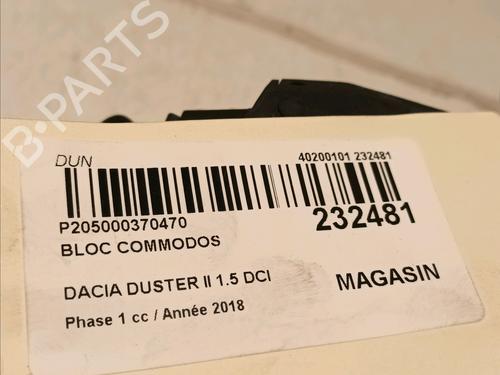 B-PARTS
DUN
40200101 232481
P205000370470
232481
BLOC COMMODOS
DACIA DUSTER II 1.5 DCI
MAGASIN
Phase 1 cc / Année 2018